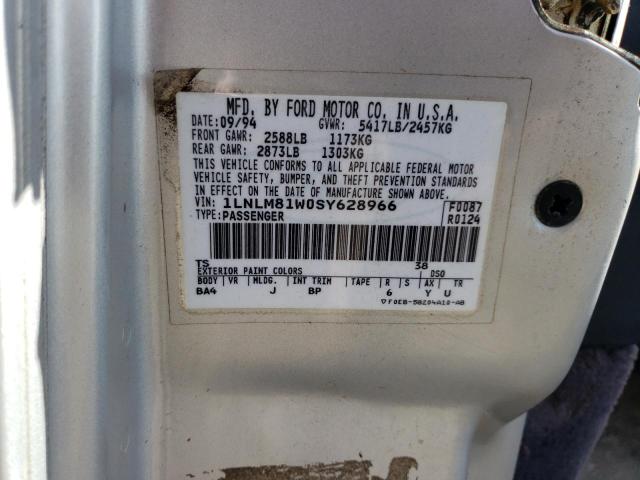 MFD. BY FORD MOTOR CO. IN U.S.A.
DATE: 09/94 GVWR: 5417LB/2457KG
FRONT GAWR: 2588LB 1173KG
REAR GAWR: 2873LB 1303KG
THIS VEHICLE CONFORMS TO ALL APPLICABLE FEDERAL MOTOR
VEHICLE SAFETY, BUMPER, AND THEFT PREVENTION STANDARDS
IN EFFECT ON THE DATE OF MANUFACTURE SHOWN ABOVE.
VIN: 1LNLM81W0SY628966 F0087
TYPE: PASSENGER R0124
TS 38
EXTERIOR PAINT COLORS DSO
BODY VR MLDG. INT TRIM TAPE R S AX TR
BA4 J BP 6 Y U
▽F0EB-58204A10-AB